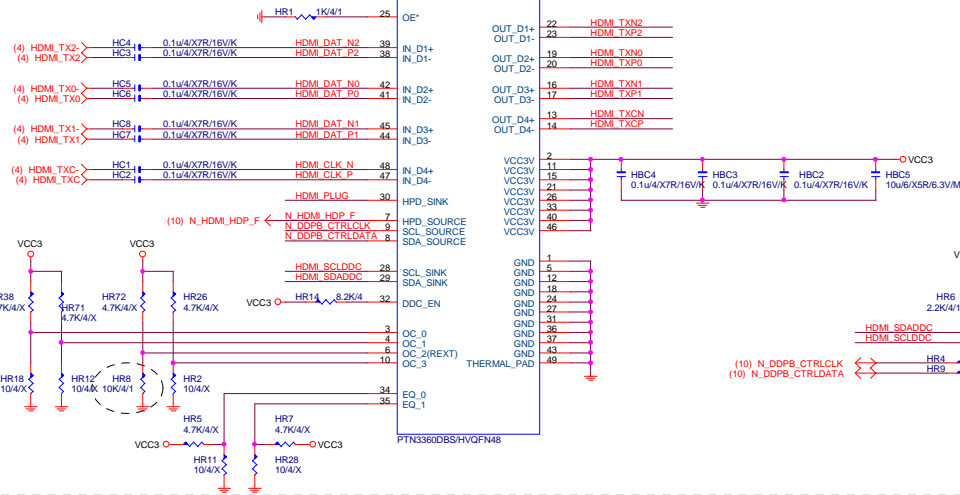 HR1 1K/4/1 25 OE*
(4) HDMI_TX2- HC4 0.1u/4/X7R/16V/K HDMI_DAT_N2 39 IN_D1+
(4) HDMI_TX2 HC3 0.1u/4/X7R/16V/K HDMI_DAT_P2 38 IN_D1-
(4) HDMI_TX0- HC5 0.1u/4/X7R/16V/K HDMI_DAT_N0 42 IN_D2+
(4) HDMI_TX0 HC6 0.1u/4/X7R/16V/K HDMI_DAT_P0 41 IN_D2-
(4) HDMI_TX1- HC8 0.1u/4/X7R/16V/K HDMI_DAT_N1 45 IN_D3+
(4) HDMI_TX1 HC7 0.1u/4/X7R/16V/K HDMI_DAT_P1 44 IN_D3-
(4) HDMI_TXC- HC1 0.1u/4/X7R/16V/K HDMI_CLK_N 48 IN_D4+
(4) HDMI_TXC HC2 0.1u/4/X7R/16V/K HDMI_CLK_P 47 IN_D4-
HDMI_PLUG 30 HPD_SINK
(10) N_HDMI_HDP_F N_HDMI_HDP_F 7 HPD_SOURCE
N_DDPB_CTRLCLK 9 SCL_SOURCE
N_DDPB_CTRLDATA 8 SDA_SOURCE
HDMI_SCLDDC 28 SCL_SINK
HDMI_SDADDC 29 SDA_SINK
VCC3 HR14 8.2K/4 32 DDC_EN
3 OC_0
4 OC_1
6 OC_2(REXT)
10 OC_3
34 EQ_0
35 EQ_1
OUT_D1+ 22 HDMI_TXN2
OUT_D1- 23 HDMI_TXP2
OUT_D2+ 19 HDMI_TXN0
OUT_D2- 20 HDMI_TXP0
OUT_D3+ 16 HDMI_TXN1
OUT_D3- 17 HDMI_TXP1
OUT_D4+ 13 HDMI_TXCN
OUT_D4- 14 HDMI_TXCP
VCC3V 2
VCC3V 11
VCC3V 15
VCC3V 21
VCC3V 26
VCC3V 33
VCC3V 40
VCC3V 46
VCC3
HBC4
0.1u/4/X7R/16V/K
HBC3
0.1u/4/X7R/16V/K
HBC2
0.1u/4/X7R/16V/K
HBC5
10u/6/X5R/6.3V/M
GND 1
GND 5
GND 12
GND 18
GND 24
GND 27
GND 31
GND 36
GND 37
GND 43
THERMAL_PAD 49
PTN3360DBS/HVQFN48
VCC3
VCC3
R38
7K/4/X
HR71
4.7K/4/X
HR72
4.7K/4/X
HR26
4.7K/4/X
HR18
10/4/X
HR12
10/4/X
HR8
10K/4/1
HR2
10/4/X
HR5
4.7K/4/X
VCC3
HR7
4.7K/4/X
VCC3
HR11
10/4/X
HR28
10/4/X
V
HR6
2.2K/4/1
HDMI_SDADDC
HDMI_SCLDDC
(10) N_DDPB_CTRLCLK HR4
(10) N_DDPB_CTRLDATA HR9